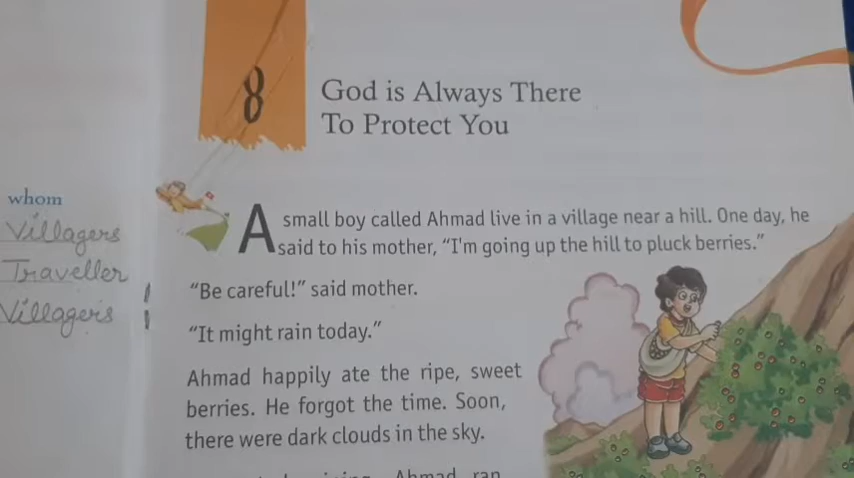 whom
Villagers
Traveller
Villagers
8
God is Always There
To Protect You
A small boy called Ahmad live in a village near a hill. One day, he
said to his mother, “I'm going up the hill to pluck berries.”
“Be careful!” said mother.
“It might rain today.”
Ahmad happily ate the ripe, sweet
berries. He forgot the time. Soon,
there were dark clouds in the sky.
Ahmad ran